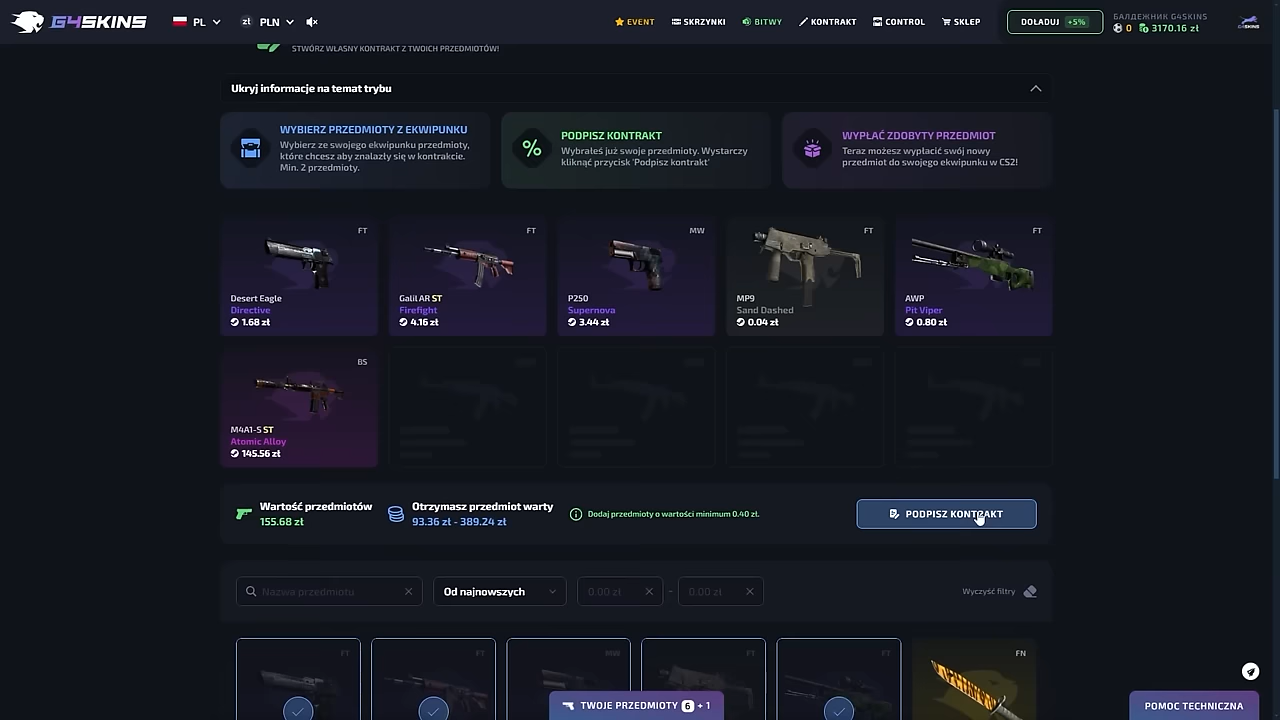 G4SKINS
PL
zł PLN
EVENT
SKRZYNKI
BITWY
KONTRAKT
CONTROL
SKLEP
DOŁADUJ +5%
БАЛДЕЖНИК G4SKINS
0 3170.16 zł
STWÓRZ WŁASNY KONTRAKT Z TWOICH PRZEDMIOTÓW!
Ukryj informacje na temat trybu
WYBIERZ PRZEDMIOTY Z EKWIPUNKU
Wybierz ze swojego ekwipunku przedmioty,
które chcesz aby znalazły się w kontrakcie.
Min. 2 przedmioty.
PODPISZ KONTRAKT
Wybrałeś już swoje przedmioty. Wystarczy
kliknąć przycisk 'Podpisz kontrakt'
WYPŁAĆ ZDOBYTY PRZEDMIOT
Teraz możesz wypłacić swój nowy
przedmiot do swojego ekwipunku w CS2!
FT
Desert Eagle
Directive
1.68 zł
FT
Galil AR ST
Firefight
4.16 zł
MW
P250
Supernova
3.44 zł
FT
MP9
Sand Dashed
0.04 zł
FT
AWP
Pit Viper
0.80 zł
BS
M4A1-S ST
Atomic Alloy
145.56 zł
Wartość przedmiotów
155.68 zł
Otrzymasz przedmiot warty
93.36 zł - 389.24 zł
Dodaj przedmioty o wartości minimum 0.40 zł.
PODPISZ KONTRAKT
Nazwa przedmiotu
Od najnowszych
0.00 zł
-
0.00 zł
Wyczyść filtry
FT
FT
MW
FT
FT
FN
TWOJE PRZEDMIOTY 6 + 1
POMOC TECHNICZNA